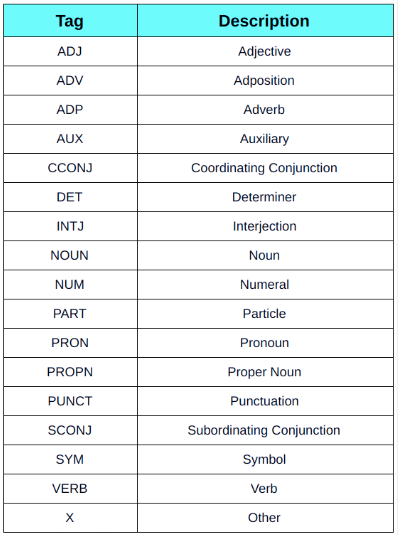 Tag Description
ADJ Adjective
ADV Adposition
ADP Adverb
AUX Auxiliary
CCONJ Coordinating Conjunction
DET Determiner
INTJ Interjection
NOUN Noun
NUM Numeral
PART Particle
PRON Pronoun
PROPN Proper Noun
PUNCT Punctuation
SCONJ Subordinating Conjunction
SYM Symbol
VERB Verb
X Other